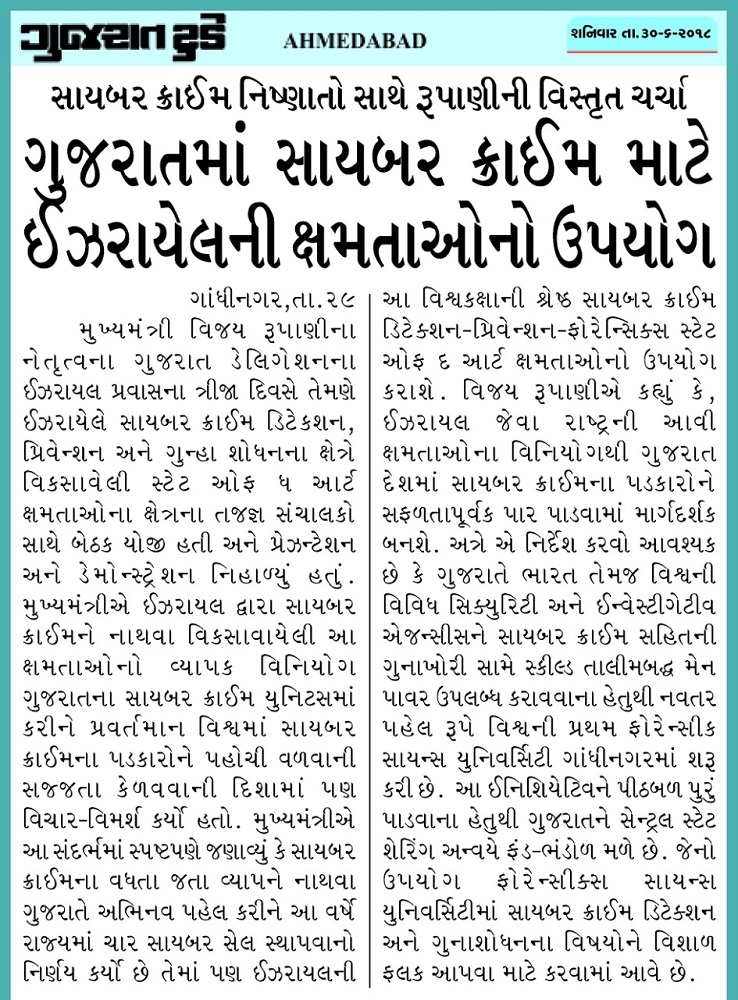 ગુજરાત ટુડે
AHMEDABAD
શનિવાર તા.૩૦-૬-૨૦૧૮
સાયબર ક્રાઈમ નિષ્ણાતો સાથે રૂપાણીની વિસ્તૃત ચર્ચા
ગુજરાતમાં સાયબર ક્રાઈમ માટે
ઈઝરાયેલની ક્ષમતાઓનો ઉપયોગ
ગાંધીનગર,તા.૨૯
મુખ્યમંત્રી વિજય રૂપાણીના
નેતૃત્વના ગુજરાત ડેલિગેશનના
ઈઝરાયલ પ્રવાસના ત્રીજા દિવસે તેમણે
ઈઝરાયેલે સાયબર ક્રાઈમ ડિટેકશન,
પ્રિવેન્શન અને ગુન્હા શોધનના ક્ષેત્રે
વિકસાવેલી સ્ટેટ ઓફ ધ આર્ટ
ક્ષમતાઓના ક્ષેત્રના તજજ્ઞ સંચાલકો
સાથે બેઠક યોજી હતી અને પ્રેઝન્ટેશન
અને ડેમોન્સ્ટ્રેશન નિહાળ્યું હતું.
મુખ્યમંત્રીએ ઈઝરાયલ દ્વારા સાયબર
ક્રાઈમને નાથવા વિકસાવાયેલી આ
ક્ષમતાઓનો વ્યાપક વિનિયોગ
ગુજરાતના સાયબર ક્રાઈમ યુનિટસમાં
કરીને પ્રવર્તમાન વિશ્વમાં સાયબર
ક્રાઈમના પડકારોને પહોચી વળવાની
સજજતા કેળવવાની દિશામાં પણ
વિચાર-વિમર્શ કર્યો હતો. મુખ્યમંત્રીએ
આ સંદર્ભમાં સ્પષ્ટપણે જણાવ્યું કે સાયબર
ક્રાઈમના વધતા જતા વ્યાપને નાથવા
ગુજરાતે અભિનવ પહેલ કરીને આ વર્ષે
રાજ્યમાં ચાર સાયબર સેલ સ્થાપવાનો
નિર્ણય કર્યો છે તેમાં પણ ઈઝરાયલની
આ વિશ્વકક્ષાની શ્રેષ્ઠ સાયબર ક્રાઈમ
ડિટેકશન-પ્રિવેન્શન-ફોરેન્સિક્સ સ્ટેટ
ઓફ દ આર્ટ ક્ષમતાઓનો ઉપયોગ
કરાશે. વિજય રૂપાણીએ કહ્યું કે,
ઈઝરાયલ જેવા રાષ્ટ્રની આવી
ક્ષમતાઓના વિનિયોગથી ગુજરાત
દેશમાં સાયબર ક્રાઈમના પડકારોને
સફળતાપૂર્વક પાર પાડવામાં માર્ગદર્શક
બનશે. અત્રે એ નિર્દેશ કરવો આવશ્યક
છે કે ગુજરાતે ભારત તેમજ વિશ્વની
વિવિધ સિક્યુરિટી અને ઈન્વેસ્ટીગેટીવ
એજન્સીસને સાયબર ક્રાઈમ સહિતની
ગુનાખોરી સામે સ્કીલ્ડ તાલીમબદ્ધ મેન
પાવર ઉપલબ્ધ કરાવવાના હેતુથી નવતર
પહેલ રૂપે વિશ્વની પ્રથમ ફોરેન્સીક
સાયન્સ યુનિવર્સિટી ગાંધીનગરમાં શરૂ
કરી છે. આ ઈનિશિયેટિવને પીઠબળ પુરું
પાડવાના હેતુથી ગુજરાતને સેન્ટ્રલ સ્ટેટ
શેરિંગ અન્વયે ફંડ-ભંડોળ મળે છે. જેનો
ઉપયોગ ફોરેન્સીક્સ સાયન્સ
યુનિવર્સિટીમાં સાયબર ક્રાઈમ ડિટેક્શન
અને ગુનાશોધનના વિષયોને વિશાળ
ફલક આપવા માટે કરવામાં આવે છે.